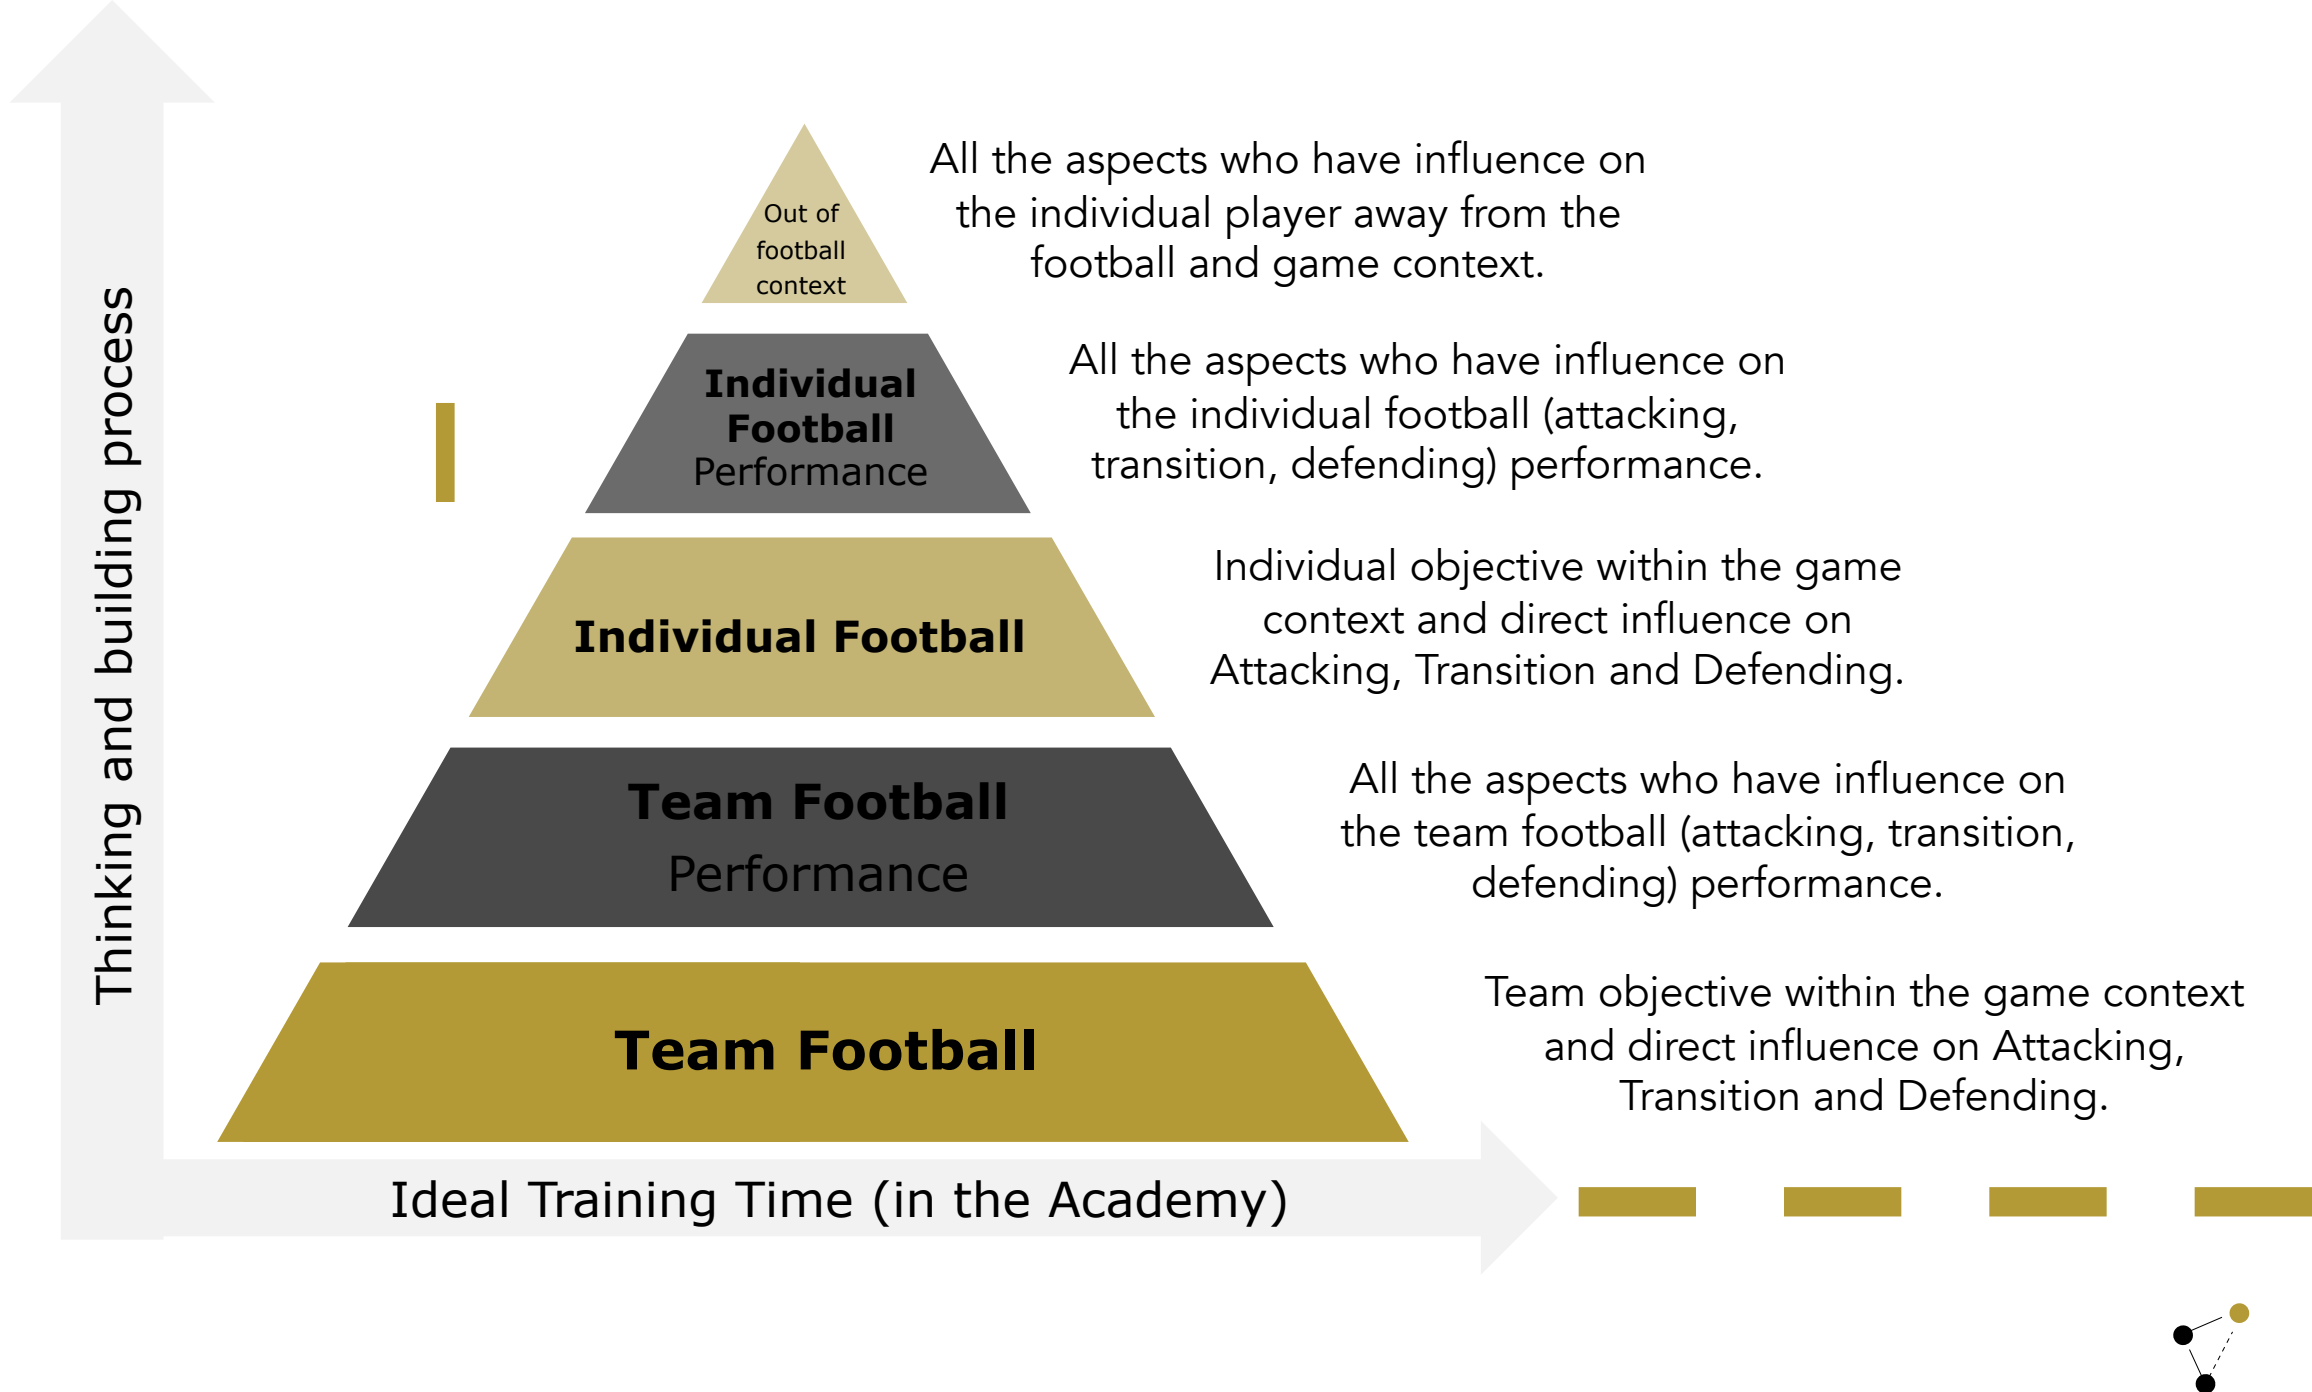 Thinking and building process
Out of
football
context
All the aspects who have influence on
the individual player away from the
football and game context.
Individual
Football
Performance
All the aspects who have influence on
the individual football (attacking,
transition, defending) performance.
Individual Football
Individual objective within the game
context and direct influence on
Attacking, Transition and Defending.
Team Football
Performance
All the aspects who have influence on
the team football (attacking, transition,
defending) performance.
Team Football
Team objective within the game context
and direct influence on Attacking,
Transition and Defending.
Ideal Training Time (in the Academy)